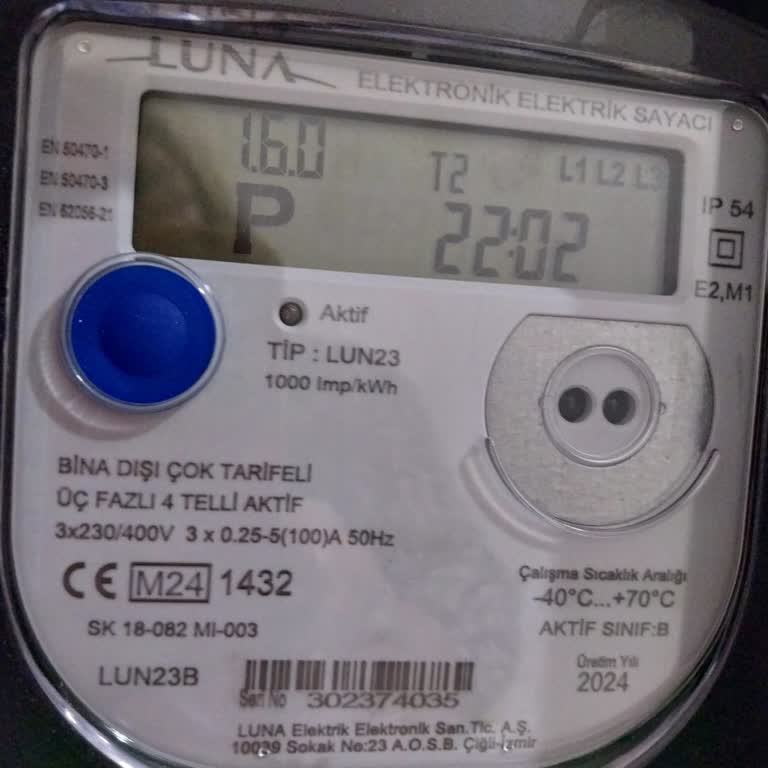 LUNA
ELEKTRONİK ELEKTRİK SAYACI
EN 50470-1
EN 50470-3
EN 62056-21
1.6.0
T2
L1 L2 L3
P
22:02
IP 54
E2,M1
Aktif
TİP : LUN23
1000 Imp/kWh
BİNA DIŞI ÇOK TARİFELİ
ÜÇ FAZLI 4 TELLİ AKTİF
3x230/400V 3 x 0.25-5(100)A 50Hz
CE M24 1432
SK 18-082 MI-003
Çalışma Sıcaklık Aralığı
-40°C...+70°C
AKTİF SINIF:B
LUN23B
Seri No 302374035
Üretim Yılı
2024
LUNA Elektrik Elektronik San.Tic. A.Ş.
10039 Sokak No:23 A.O.S.B. Çiğli-İzmir